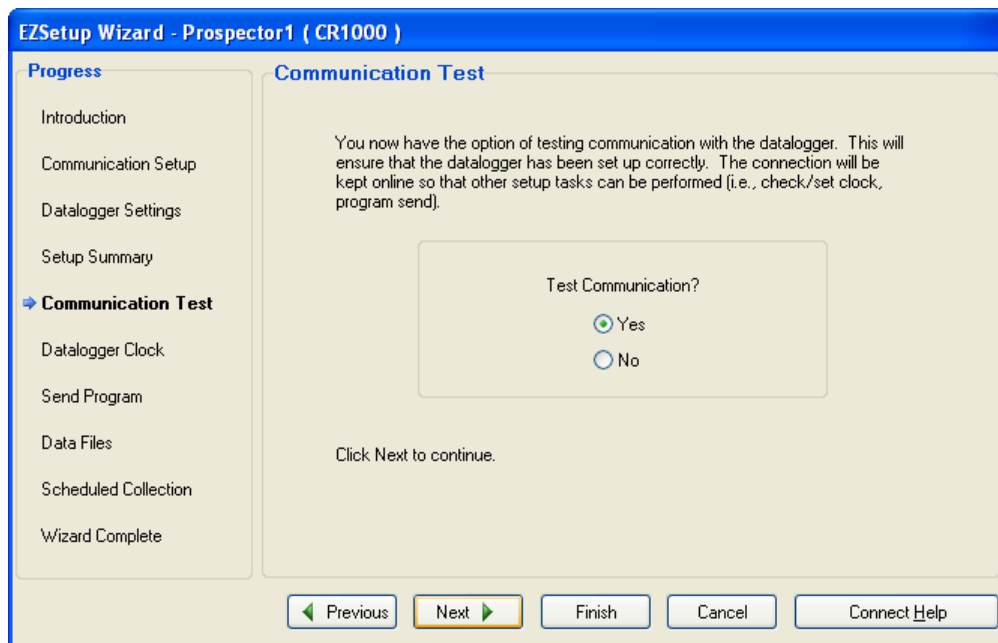 EZSetup Wizard - Prospector1 ( CR1000 )
Progress
Introduction
Communication Setup
Datalogger Settings
Setup Summary
Communication Test
Datalogger Clock
Send Program
Data Files
Scheduled Collection
Wizard Complete
Communication Test
You now have the option of testing communication with the datalogger. This will
ensure that the datalogger has been set up correctly. The connection will be
kept online so that other setup tasks can be performed (i.e., check/set clock,
program send).
Test Communication?
Yes
No
Click Next to continue.
Previous
Next
Finish
Cancel
Connect Help